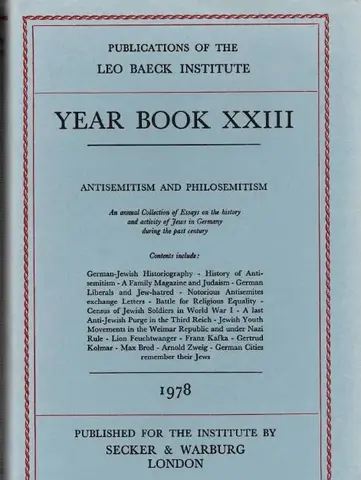 PUBLICATIONS OF THE
LEO BAECK INSTITUTE
YEAR BOOK XXIII
ANTISEMITISM AND PHILOSEMITISM
An annual Collection of Essays on the history
and activity of Jews in Germany
during the past century
Contents include:
German-Jewish Historiography - History of Anti-
semitism - A Family Magazine and Judaism - German
Liberals and Jew-hatred - Notorious Antisemites
exchange Letters - Battle for Religious Equality -
Census of Jewish Soldiers in World War I - A last
Anti-Jewish Purge in the Third Reich - Jewish Youth
Movements in the Weimar Republic and under Nazi
Rule - Lion Feuchtwanger - Franz Kafka - Gertrud
Kolmar - Max Brod - Arnold Zweig - German Cities
remember their Jews
1978
PUBLISHED FOR THE INSTITUTE BY
SECKER & WARBURG
LONDON